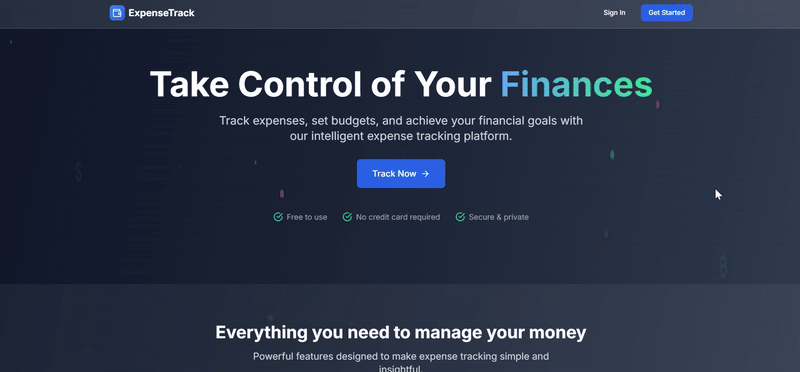 ExpenseTrack
Sign In
Get Started
Take Control of Your Finances
Track expenses, set budgets, and achieve your financial goals with
our intelligent expense tracking platform.
Track Now
Free to use
No credit card required
Secure & private
Everything you need to manage your money
Powerful features designed to make expense tracking simple and
insightful.